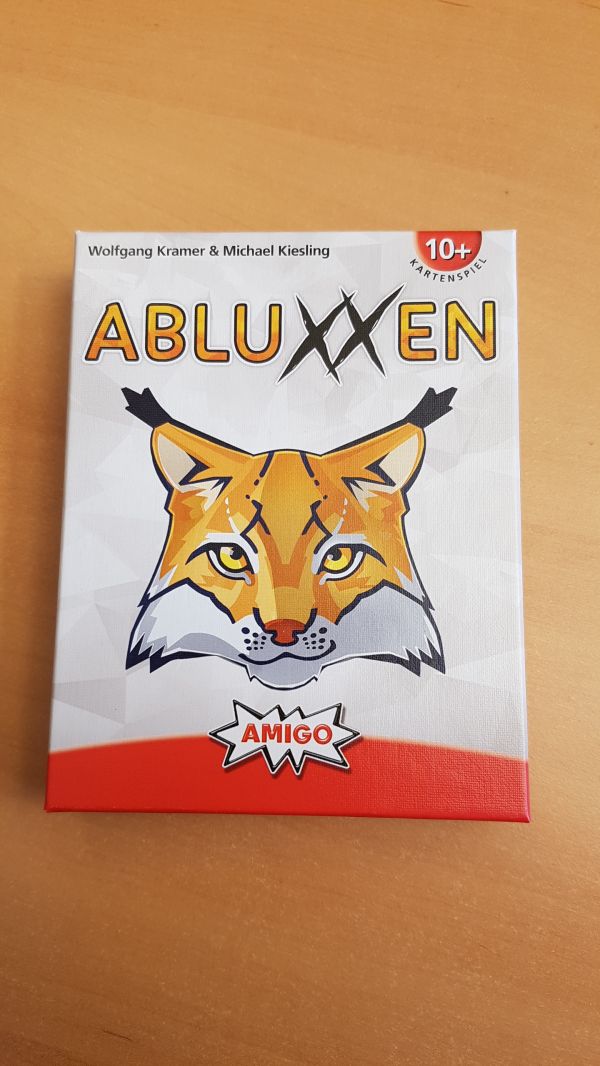 Wolfgang Kramer & Michael Kiesling
10+
KARTENSPIEL
ABLUXXEN
AMIGO